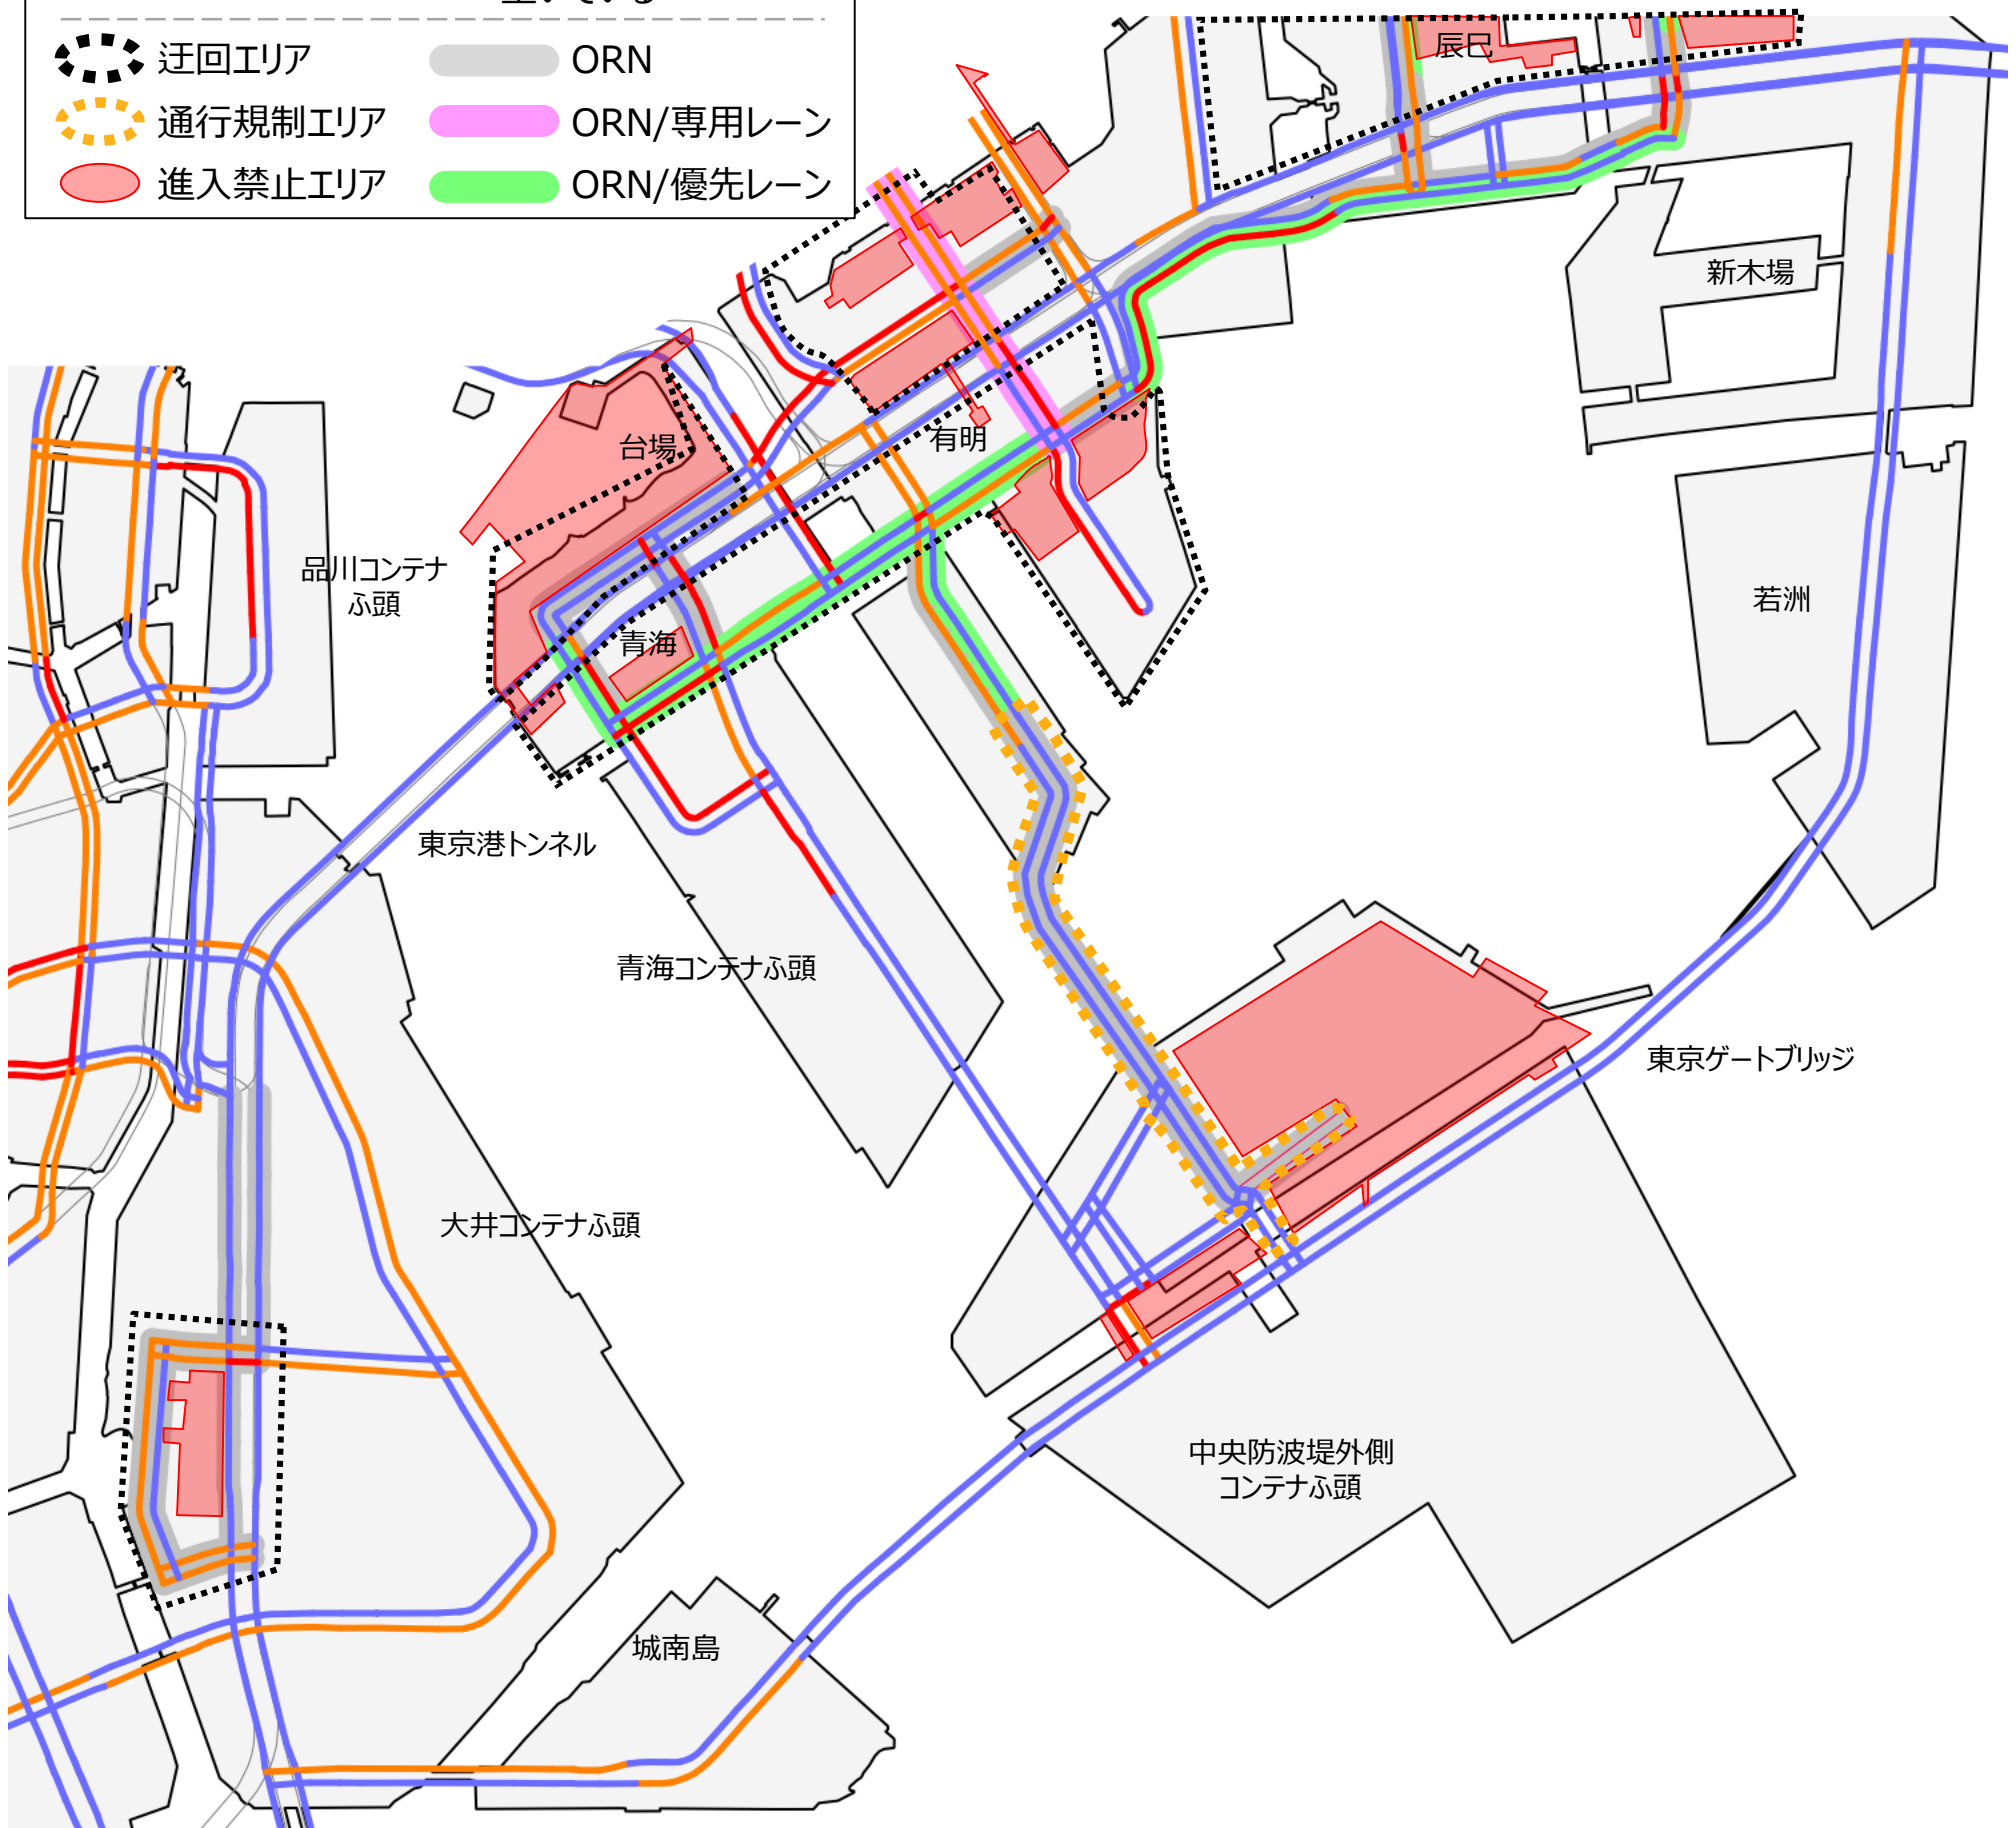 空いている
迂回エリア
ORN
通行規制エリア
ORN/専用レーン
進入禁止エリア
ORN/優先レーン
辰巳
新木場
台場
有明
品川コンテナ
ふ頭
青海
若洲
東京港トンネル
青海コンテナふ頭
東京ゲートブリッジ
大井コンテナふ頭
中央防波堤外側
コンテナふ頭
城南島